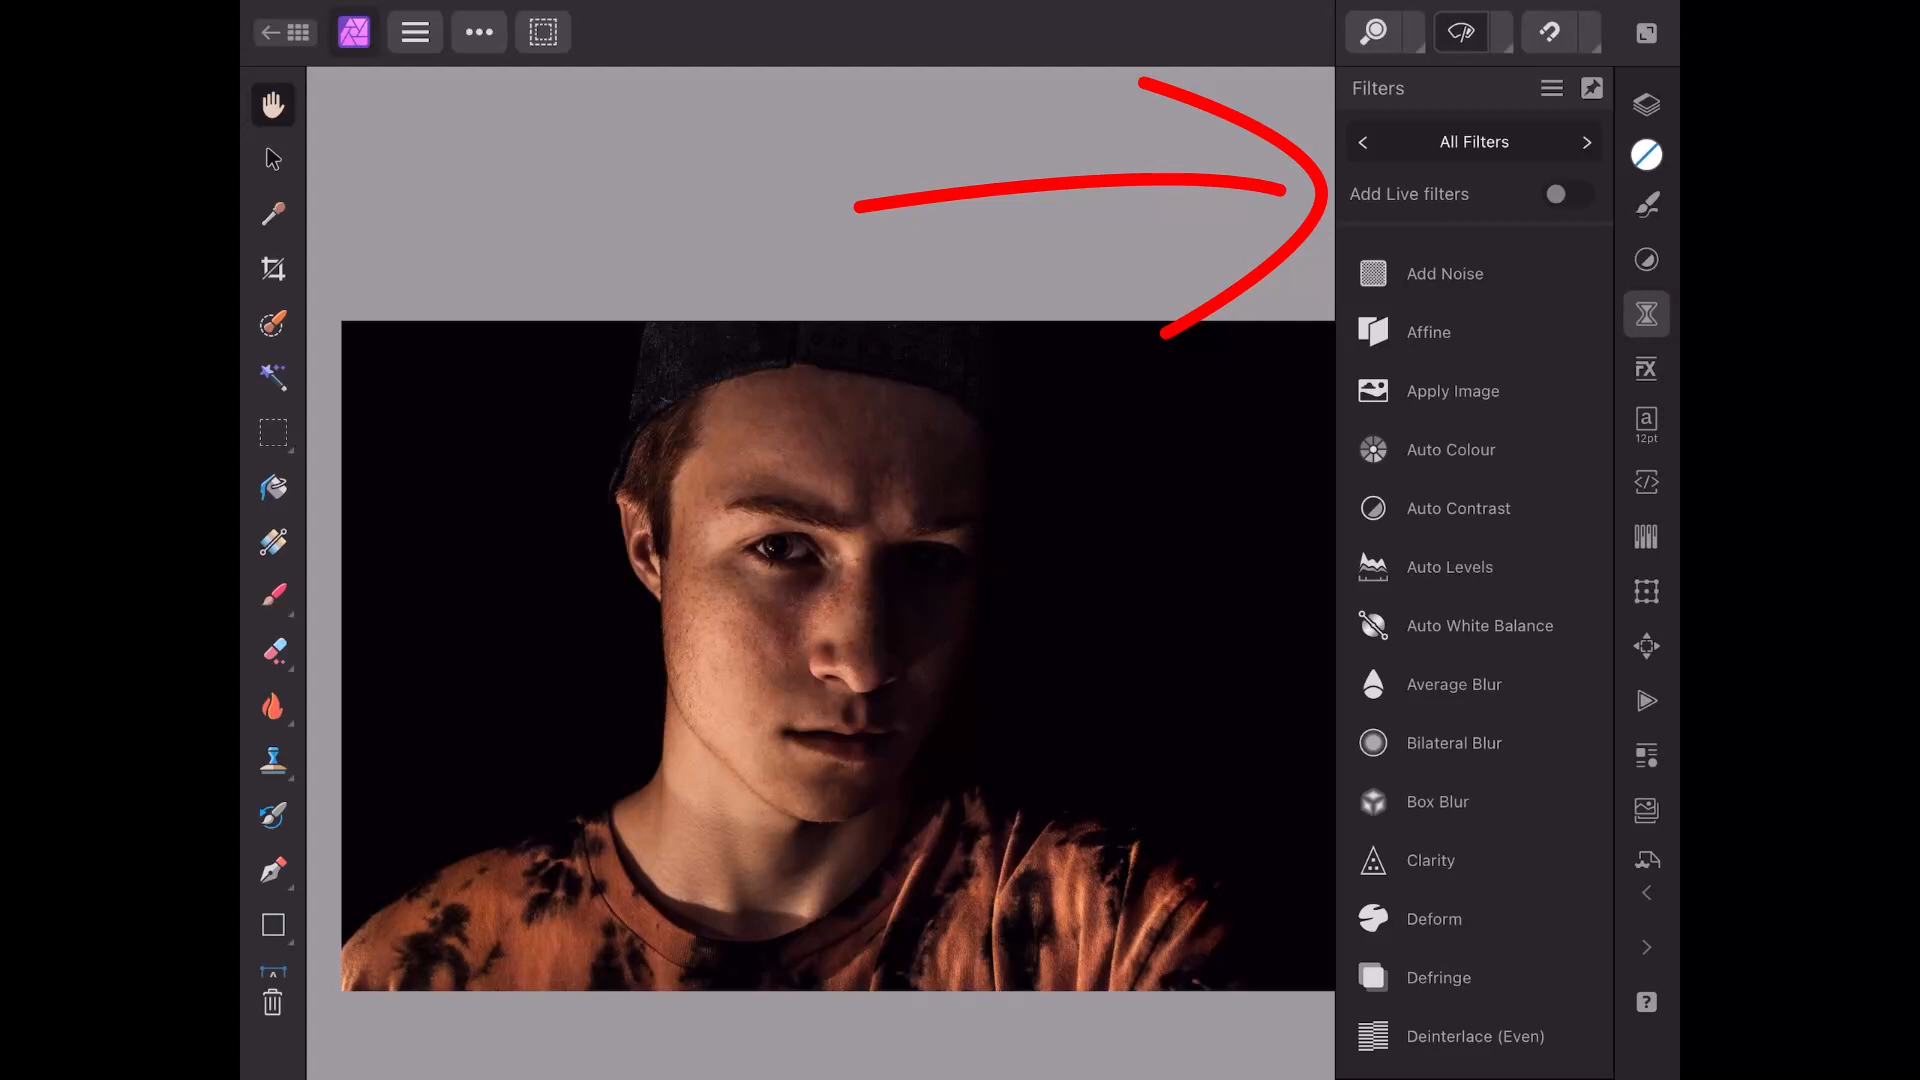 Filters
All Filters
Add Live filters
Add Noise
Affine
Apply Image
Auto Colour
Auto Contrast
Auto Levels
Auto White Balance
Average Blur
Bilateral Blur
Box Blur
Clarity
Deform
Defringe
Deinterlace (Even)
FX
a
12pt
</>
?
A